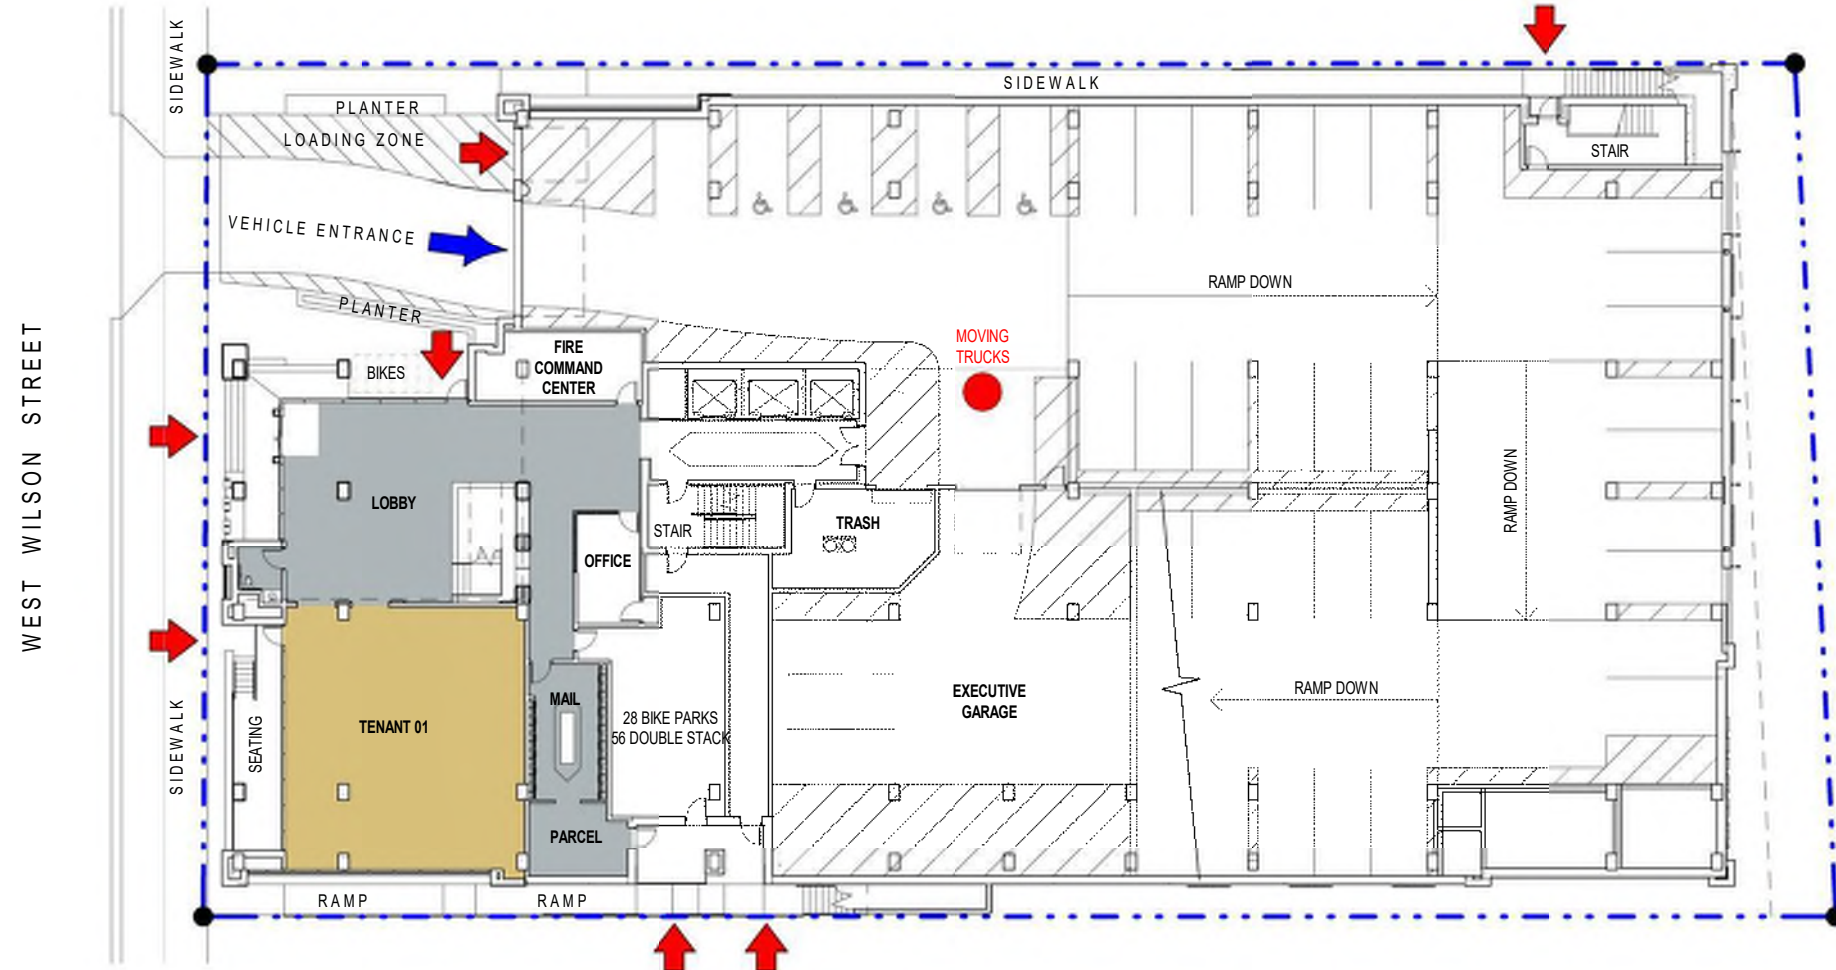 SIDEWALK
SIDEWALK
PLANTER
LOADING ZONE
STAIR
VEHICLE ENTRANCE
RAMP DOWN
PLANTER
MOVING
TRUCKS
FIRE
COMMAND
CENTER
BIKES
WEST WILSON STREET
LOBBY
RAMP DOWN
STAIR
TRASH
OFFICE
MAIL
EXECUTIVE
GARAGE
RAMP DOWN
TENANT 01
28 BIKE PARKS
56 DOUBLE STACK
SEATING
SIDEWALK
PARCEL
RAMP
RAMP